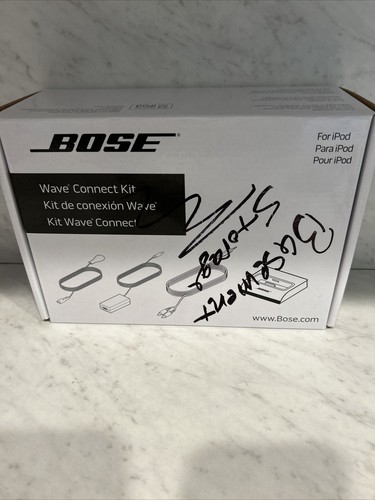 BOSE®
For iPod
Para iPod
Pour iPod
Wave® Connect Kit
Kit de conexión Wave®
Kit Wave® Connect
Storage
Basement
www.Bose.com